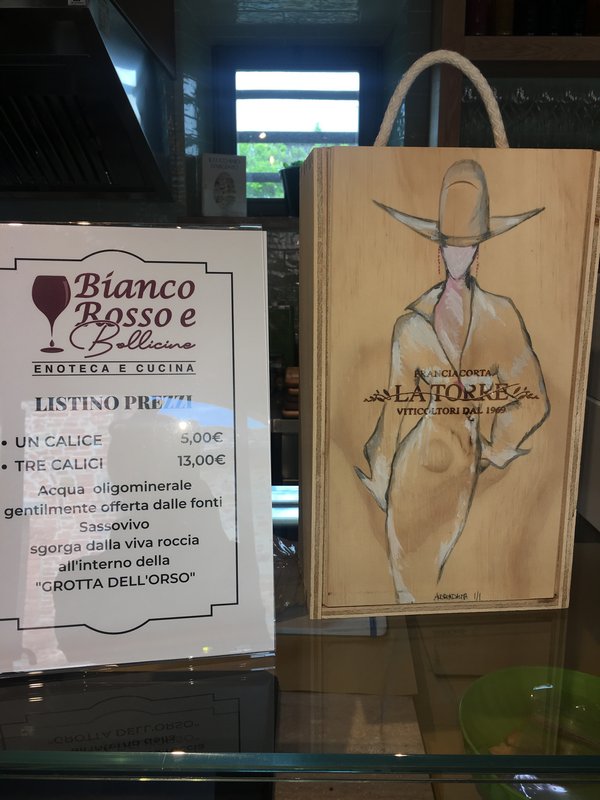 Bianco
Rosso e
Bollicine
ENOTECA E CUCINA
LISTINO PREZZI
• UN CALICE 5,00€
• TRE CALICI 13,00€
Acqua oligominerale
gentilmente offerta dalle fonti
Sassovivo
sgorga dalla viva roccia
all'interno della
"GROTTA DELL'ORSO"
FRANCIACORTA
LA TORRE
VITICOLTORI DAL 1969
1/1